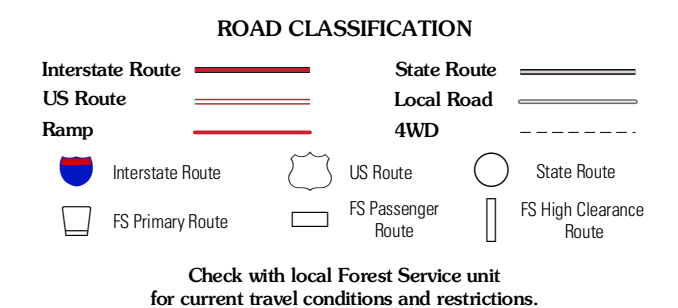 ROAD CLASSIFICATION
Interstate Route
State Route
US Route
Local Road
Ramp
4WD
Interstate Route
US Route
State Route
FS Primary Route
FS Passenger
Route
FS High Clearance
Route
Check with local Forest Service unit
for current travel conditions and restrictions.